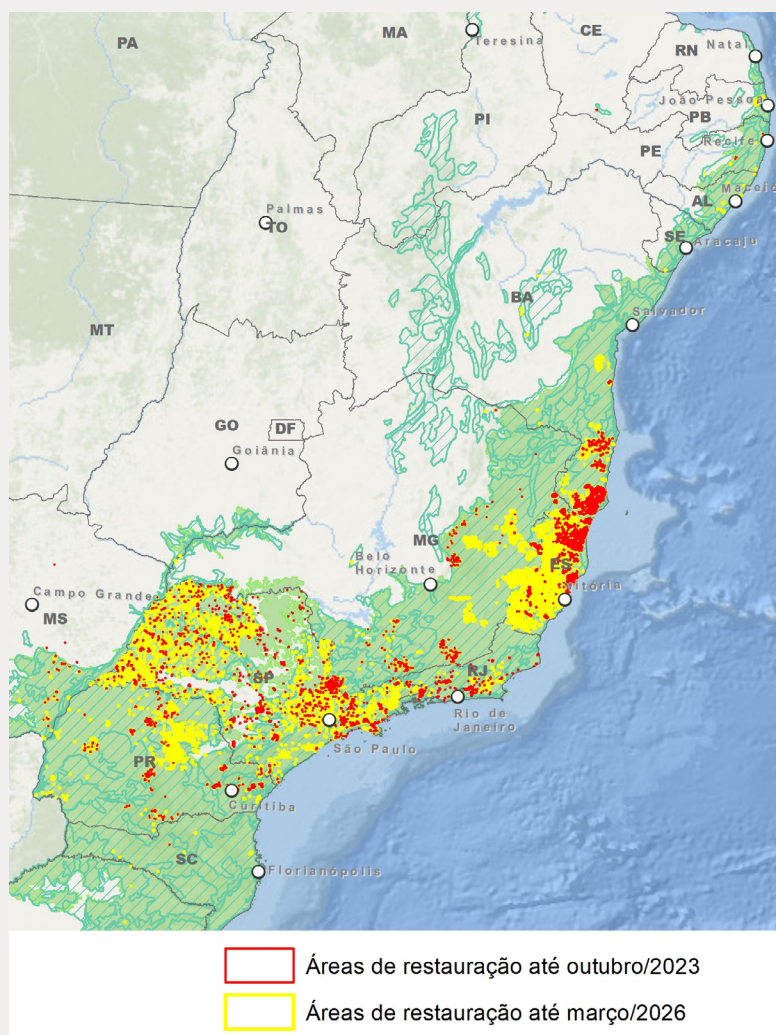 PA
MA
CE
Teresina
RN
Natal
João Pessoa
PB
PI
Recife
PE
Palmas
TO
AL
Maceió
SE
Aracaju
BA
MT
Salvador
GO
DF
Goiânia
MG
Belo
Horizonte
ES
Vitória
Campo Grande
MS
SP
RJ
Rio de
Janeiro
São Paulo
PR
Curitiba
SC
Florianópolis
Áreas de restauração até outubro/2023
Áreas de restauração até março/2026